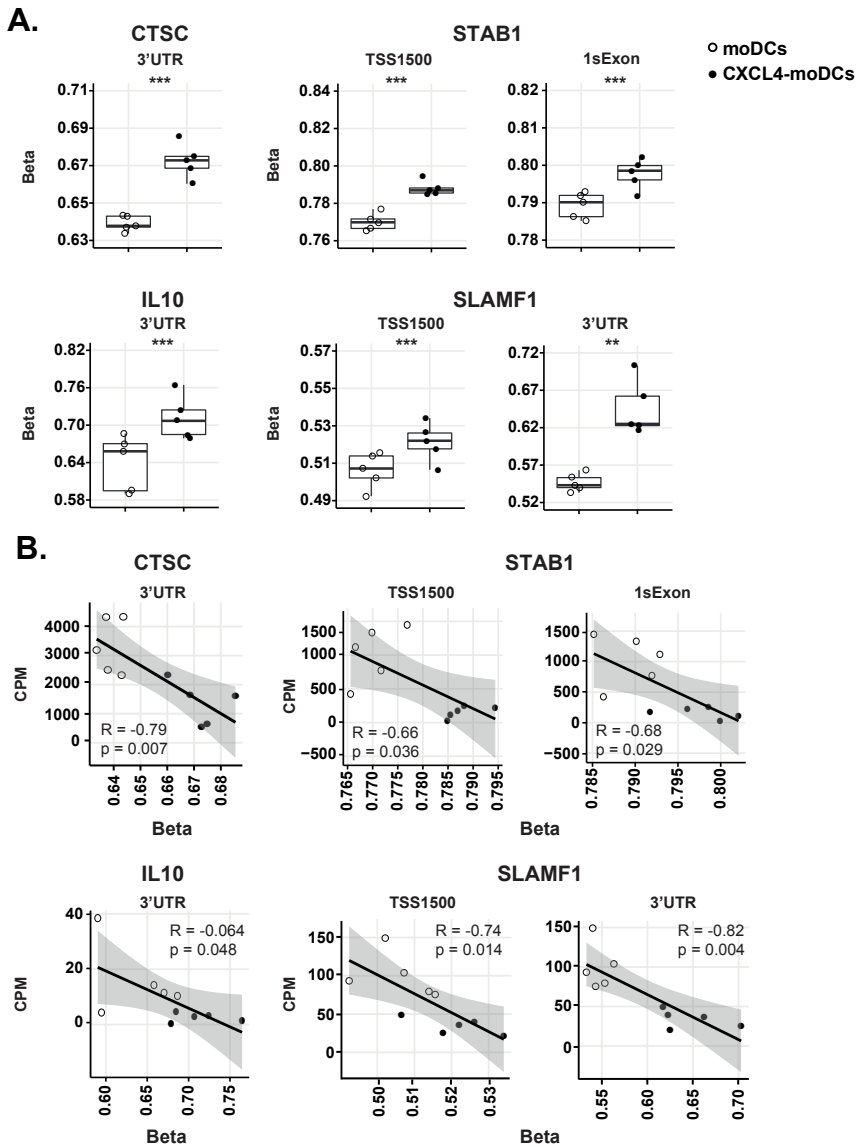 A.
CTSC
STAB1
moDCs
CXCL4-moDCs
3’UTR
TSS1500
1sExon
***
***
***
Beta
0.71
0.69
0.67
0.65
0.63
0.84
0.82
0.80
0.78
0.76
0.82
0.81
0.80
0.79
0.78
IL10
SLAMF1
3’UTR
TSS1500
3’UTR
***
***
**
Beta
0.82
0.76
0.70
0.64
0.58
Beta
0.57
0.55
0.53
0.51
0.49
0.72
0.67
0.62
0.57
0.52
B.
CTSC
STAB1
3’UTR
TSS1500
1sExon
CPM
4000
3000
2000
1000
0
R = -0.79
p = 0.007
0.64
0.65
0.66
0.67
0.68
Beta
CPM
1500
1000
500
0
−500
R = -0.66
p = 0.036
0.765
0.770
0.775
0.780
0.785
0.790
0.795
1500
1000
500
0
−500
R = -0.68
p = 0.029
0.785
0.790
0.795
0.800
Beta
IL10
SLAMF1
3’UTR
TSS1500
3’UTR
CPM
40
20
0
R = -0.064
p = 0.048
0.60
0.65
0.70
0.75
Beta
CPM
150
100
50
0
R = -0.74
p = 0.014
0.50
0.51
0.52
0.53
150
100
50
0
R = -0.82
p = 0.004
0.55
0.60
0.65
0.70
Beta